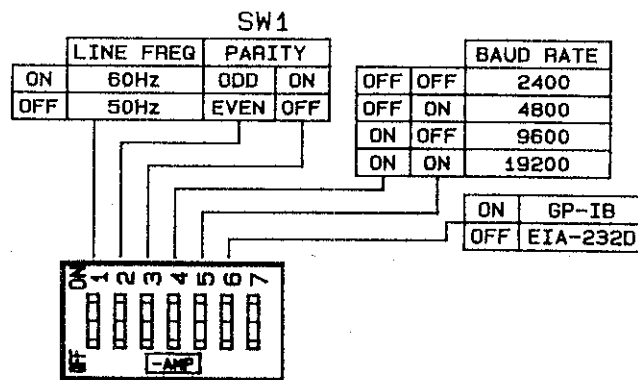 SW1
LINE FREQ PARITY
ON 60Hz ODD ON
OFF 50Hz EVEN OFF
BAUD RATE
OFF OFF 2400
OFF ON 4800
ON OFF 9600
ON ON 19200
ON GP-IB
OFF EIA-232D
ON 1 2 3 4 5 6 7
OFF -AMP